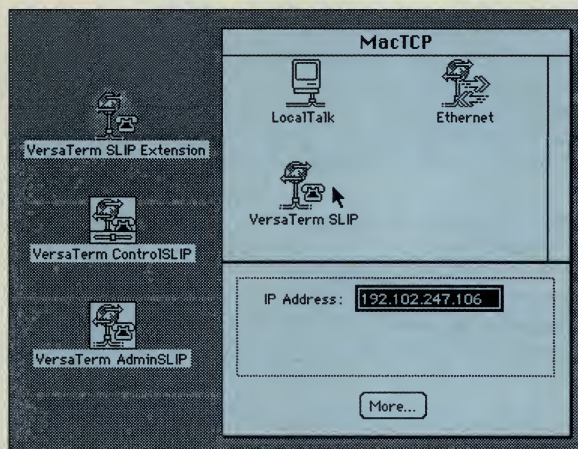 VersaTerm SLIP Extension
VersaTerm ControlSLIP
VersaTerm AdminSLIP
MacTCP
LocalTalk
Ethernet
VersaTerm SLIP
IP Address: 192.102.247.106
More...